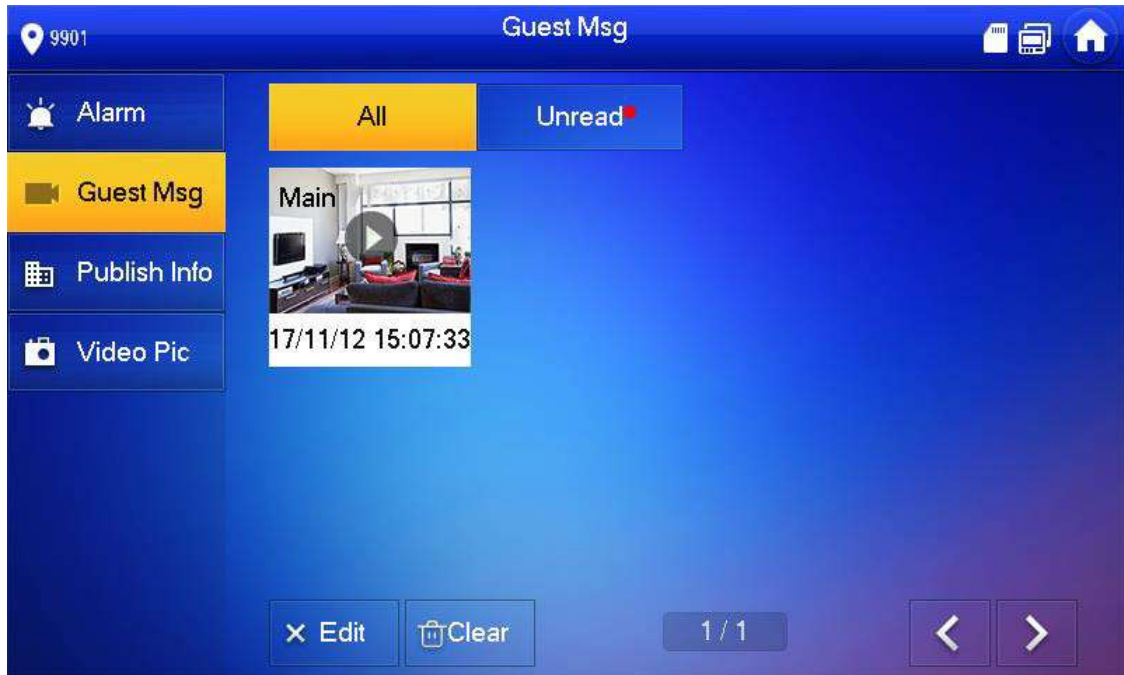 9901
Guest Msg
Alarm
Guest Msg
Publish Info
Video Pic
All
Unread
Main
17/11/12 15:07:33
Edit
Clear
1/1